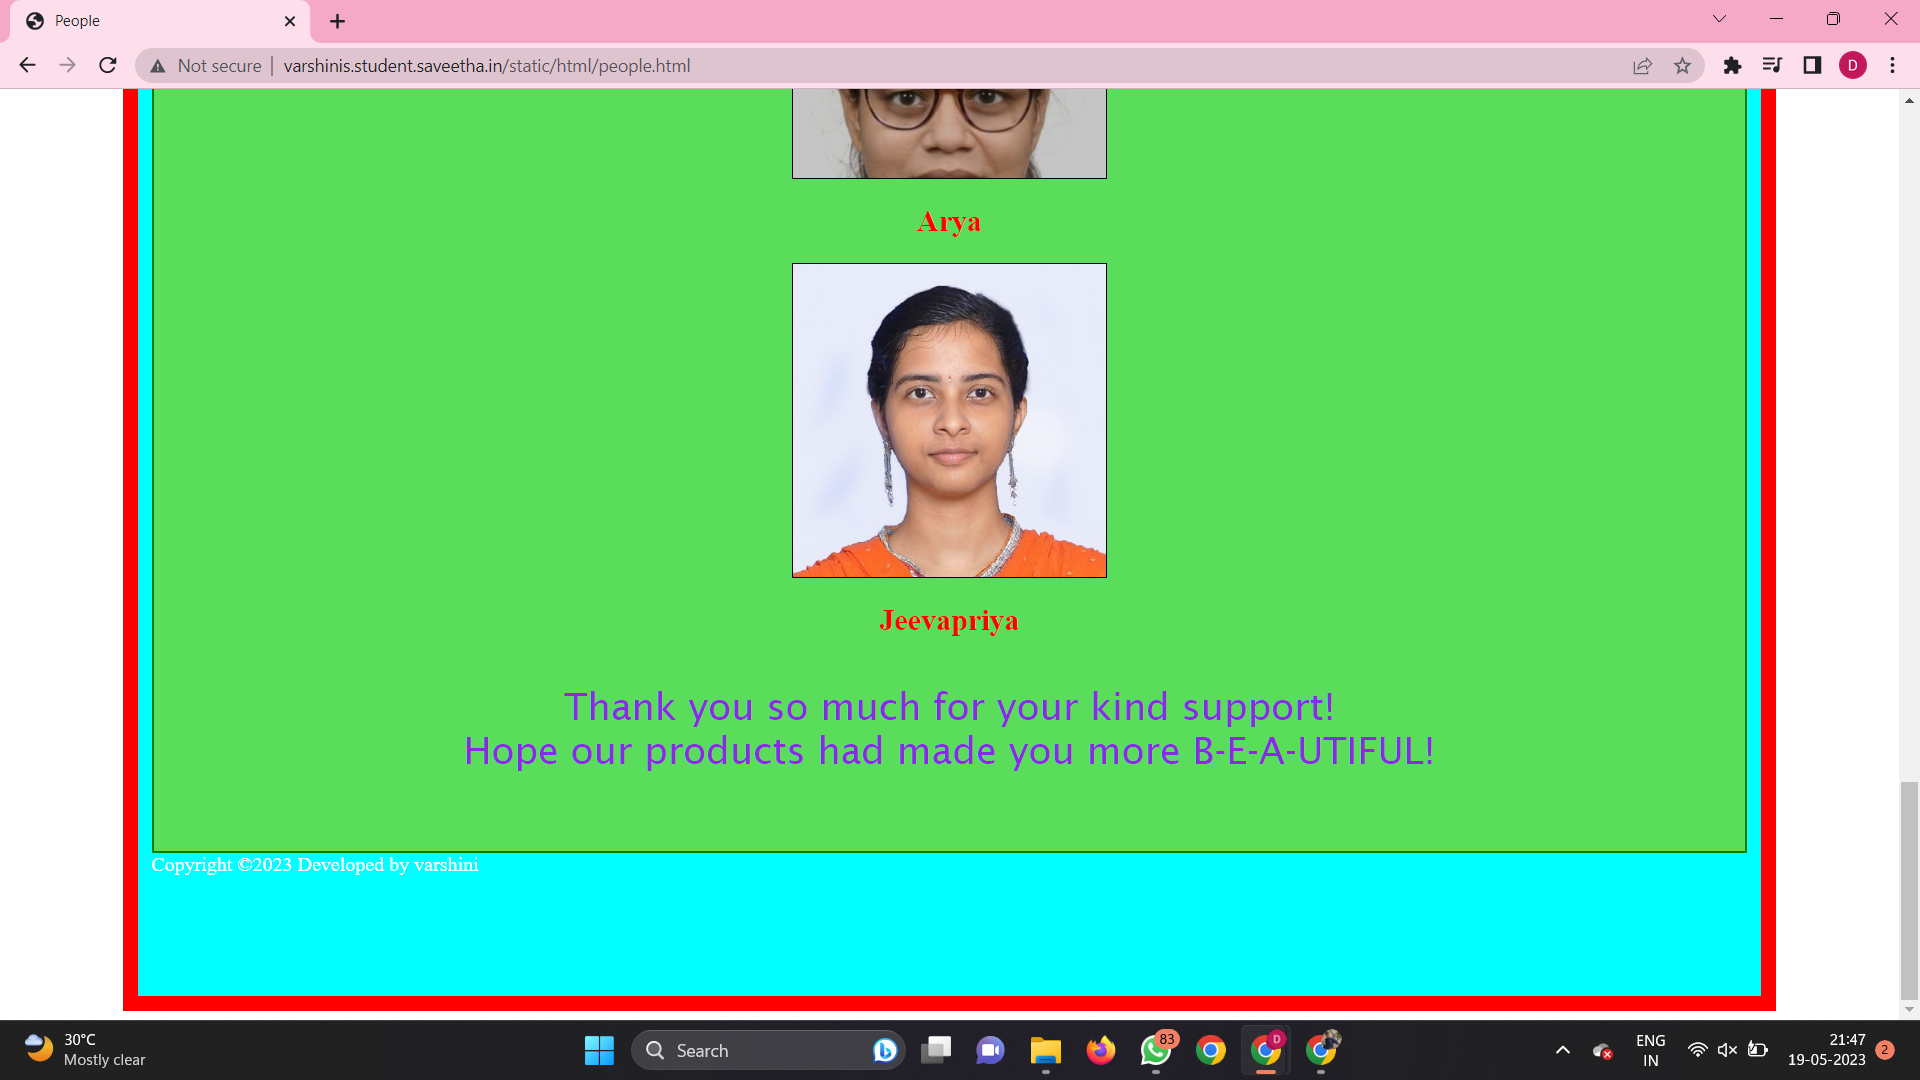 People
Not secure
varshinis.student.saveetha.in/static/html/people.html
D
Arya
Jeevapriya
Thank you so much for your kind support!
Hope our products had made you more B-E-A-UTIFUL!
Copyright ©2023 Developed by varshini
30°C
Mostly clear
Search
83
D
ENG
IN
21:47
19-05-2023
2